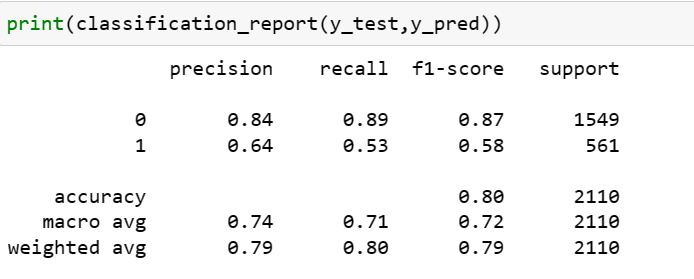 print(classification_report(y_test,y_pred))
precision recall f1-score support
0 0.84 0.89 0.87 1549
1 0.64 0.53 0.58 561
accuracy 0.80 2110
macro avg 0.74 0.71 0.72 2110
weighted avg 0.79 0.80 0.79 2110